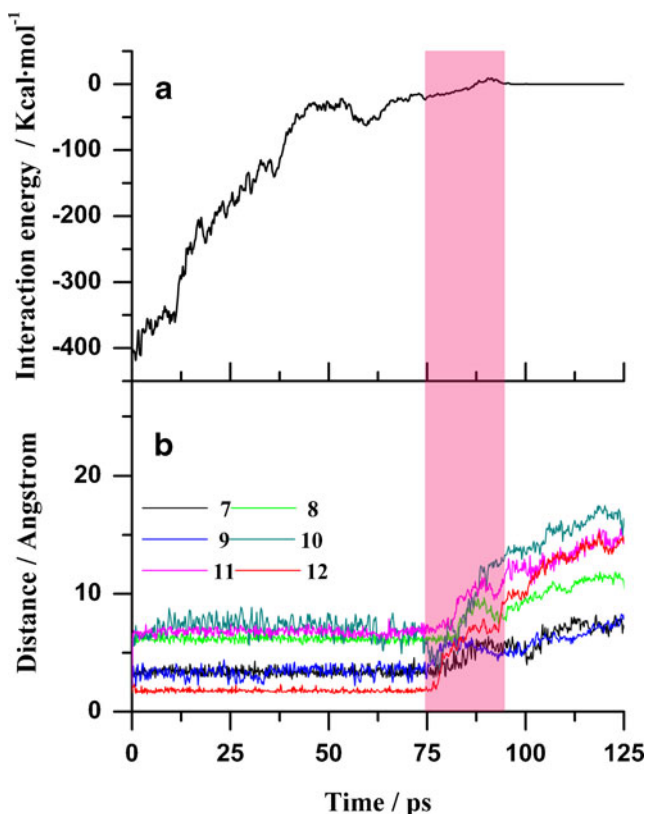 a
0
-100
-200
-300
-400
Interaction energy / Kcal·mol⁻¹
b
20
10
0
Distance / Angstrom
7 8
9 10
11 12
0 25 50 75 100 125
Time / ps